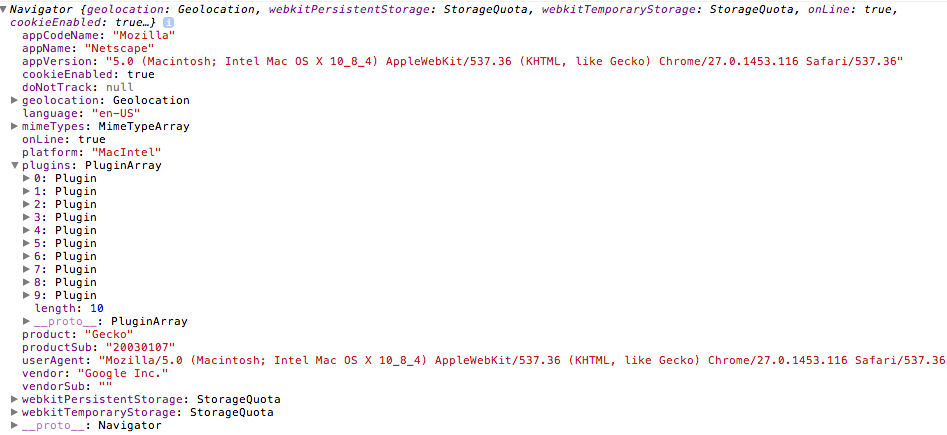 Navigator {geolocation: Geolocation, webkitPersistentStorage: StorageQuota, webkitTemporaryStorage: StorageQuota, onLine: true,
cookieEnabled: true…} i
appCodeName: "Mozilla"
appName: "Netscape"
appVersion: "5.0 (Macintosh; Intel Mac OS X 10_8_4) AppleWebKit/537.36 (KHTML, like Gecko) Chrome/27.0.1453.116 Safari/537.36"
cookieEnabled: true
doNotTrack: null
geolocation: Geolocation
language: "en-US"
mimeTypes: MimeTypeArray
onLine: true
platform: "MacIntel"
plugins: PluginArray
0: Plugin
1: Plugin
2: Plugin
3: Plugin
4: Plugin
5: Plugin
6: Plugin
7: Plugin
8: Plugin
9: Plugin
length: 10
__proto__: PluginArray
product: "Gecko"
productSub: "20030107"
userAgent: "Mozilla/5.0 (Macintosh; Intel Mac OS X 10_8_4) AppleWebKit/537.36 (KHTML, like Gecko) Chrome/27.0.1453.116 Safari/537.36
vendor: "Google Inc."
vendorSub: ""
webkitPersistentStorage: StorageQuota
webkitTemporaryStorage: StorageQuota
__proto__: Navigator